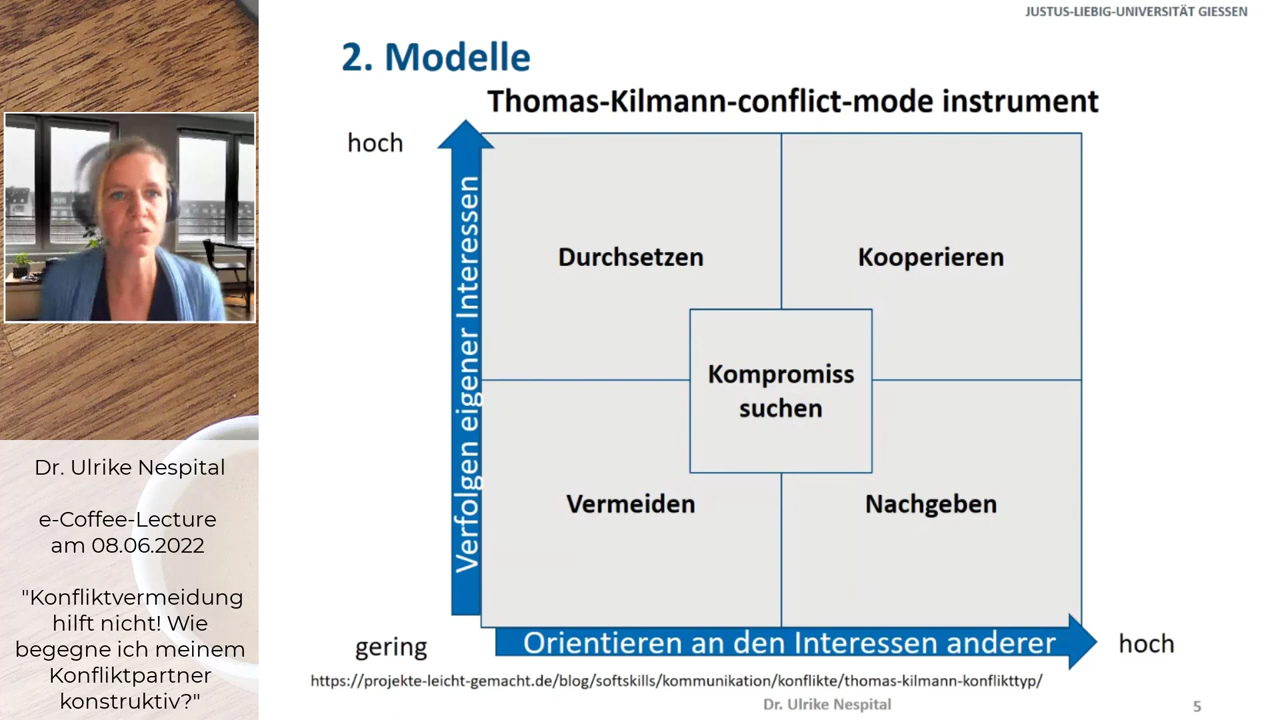 JUSTUS-LIEBIG-UNIVERSITÄT GIESSEN
2. Modelle
Thomas-Kilmann-conflict-mode instrument
hoch
Verfolgen eigener Interessen
Durchsetzen
Kooperieren
Kompromiss
suchen
Vermeiden
Nachgeben
gering
Orientieren an den Interessen anderer
hoch
https://projekte-leicht-gemacht.de/blog/softskills/kommunikation/konflikte/thomas-kilmann-konflikttyp/
Dr. Ulrike Nespital
5
Dr. Ulrike Nespital
e-Coffee-Lecture
am 08.06.2022
"Konfliktvermeidung
hilft nicht! Wie
begegne ich meinem
Konfliktpartner
konstruktiv?"